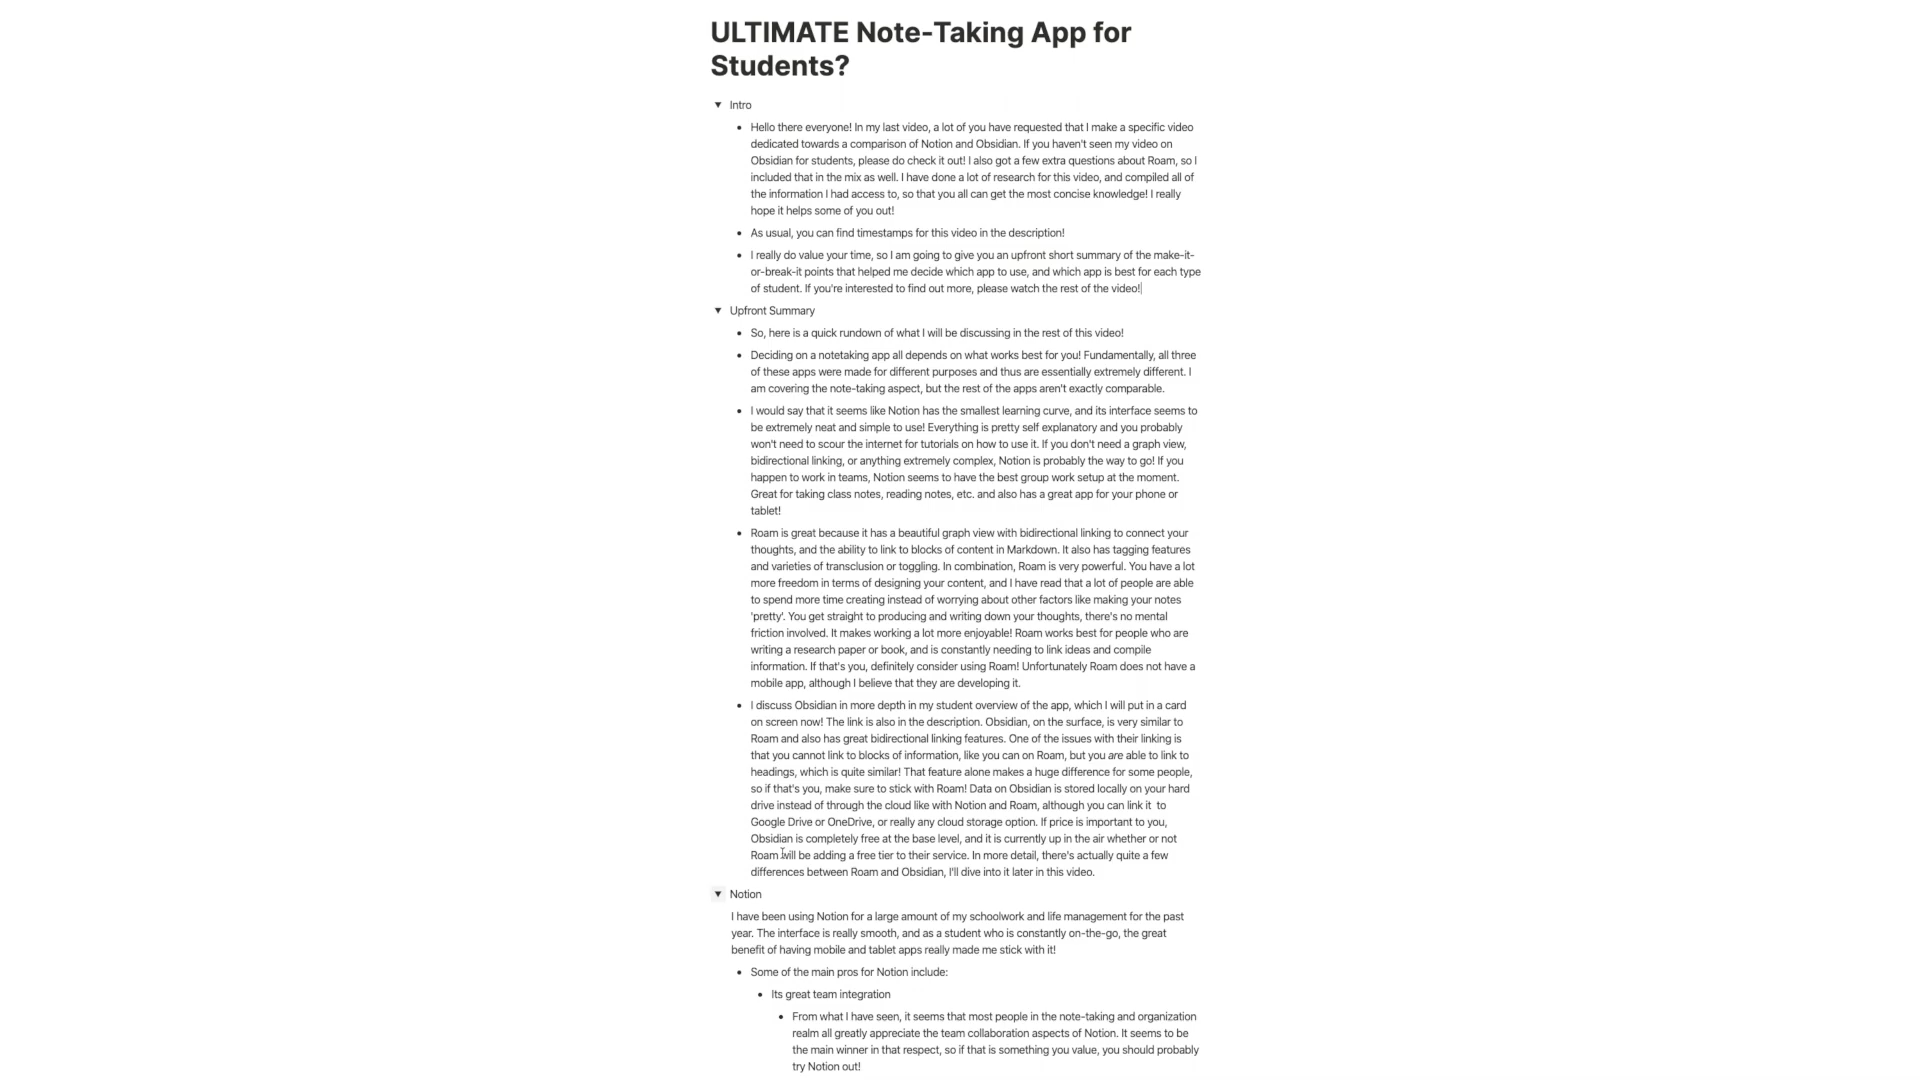 ULTIMATE Note-Taking App for
Students?
Intro
Hello there everyone! In my last video, a lot of you have requested that I make a specific video
dedicated towards a comparison of Notion and Obsidian. If you haven't seen my video on
Obsidian for students, please do check it out! I also got a few extra questions about Roam, so I
included that in the mix as well. I have done a lot of research for this video, and compiled all of
the information I had access to, so that you all can get the most concise knowledge! I really
hope it helps some of you out!
As usual, you can find timestamps for this video in the description!
I really do value your time, so I am going to give you an upfront short summary of the make-it-
or-break-it points that helped me decide which app to use, and which app is best for each type
of student. If you're interested to find out more, please watch the rest of the video!
Upfront Summary
So, here is a quick rundown of what I will be discussing in the rest of this video!
Deciding on a notetaking app all depends on what works best for you! Fundamentally, all three
of these apps were made for different purposes and thus are essentially extremely different. I
am covering the note-taking aspect, but the rest of the apps aren't exactly comparable.
I would say that it seems like Notion has the smallest learning curve, and its interface seems to
be extremely neat and simple to use! Everything is pretty self explanatory and you probably
won't need to scour the internet for tutorials on how to use it. If you don't need a graph view,
bidirectional linking, or anything extremely complex, Notion is probably the way to go! If you
happen to work in teams, Notion seems to have the best group work setup at the moment.
Great for taking class notes, reading notes, etc. and also has a great app for your phone or
tablet!
Roam is great because it has a beautiful graph view with bidirectional linking to connect your
thoughts, and the ability to link to blocks of content in Markdown. It also has tagging features
and varieties of transclusion or toggling. In combination, Roam is very powerful. You have a lot
more freedom in terms of designing your content, and I have read that a lot of people are able
to spend more time creating instead of worrying about other factors like making your notes
'pretty'. You get straight to producing and writing down your thoughts, there's no mental
friction involved. It makes working a lot more enjoyable! Roam works best for people who are
writing a research paper or book, and is constantly needing to link ideas and compile
information. If that's you, definitely consider using Roam! Unfortunately Roam does not have a
mobile app, although I believe that they are developing it.
I discuss Obsidian in more depth in my student overview of the app, which I will put in a card
on screen now! The link is also in the description. Obsidian, on the surface, is very similar to
Roam and also has great bidirectional linking features. One of the issues with their linking is
that you cannot link to blocks of information, like you can on Roam, but you are able to link to
headings, which is quite similar! That feature alone makes a huge difference for some people,
so if that's you, make sure to stick with Roam! Data on Obsidian is stored locally on your hard
drive instead of through the cloud like with Notion and Roam, although you can link it to
Google Drive or OneDrive, or really any cloud storage option. If price is important to you,
Obsidian is completely free at the base level, and it is currently up in the air whether or not
Roam will be adding a free tier to their service. In more detail, there's actually quite a few
differences between Roam and Obsidian, I'll dive into it later in this video.
Notion
I have been using Notion for a large amount of my schoolwork and life management for the past
year. The interface is really smooth, and as a student who is constantly on-the-go, the great
benefit of having mobile and tablet apps really made me stick with it!
Some of the main pros for Notion include:
Its great team integration
From what I have seen, it seems that most people in the note-taking and organization
realm all greatly appreciate the team collaboration aspects of Notion. It seems to be
the main winner in that respect, so if that is something you value, you should probably
try Notion out!